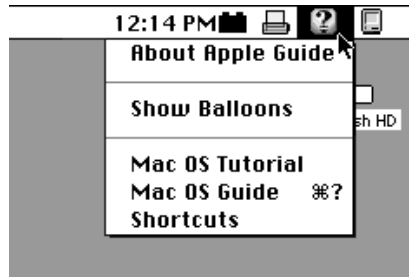 12:14 PM
About Apple Guide
Show Balloons
sh HD
Mac OS Tutorial
Mac OS Guide ⌘?
Shortcuts